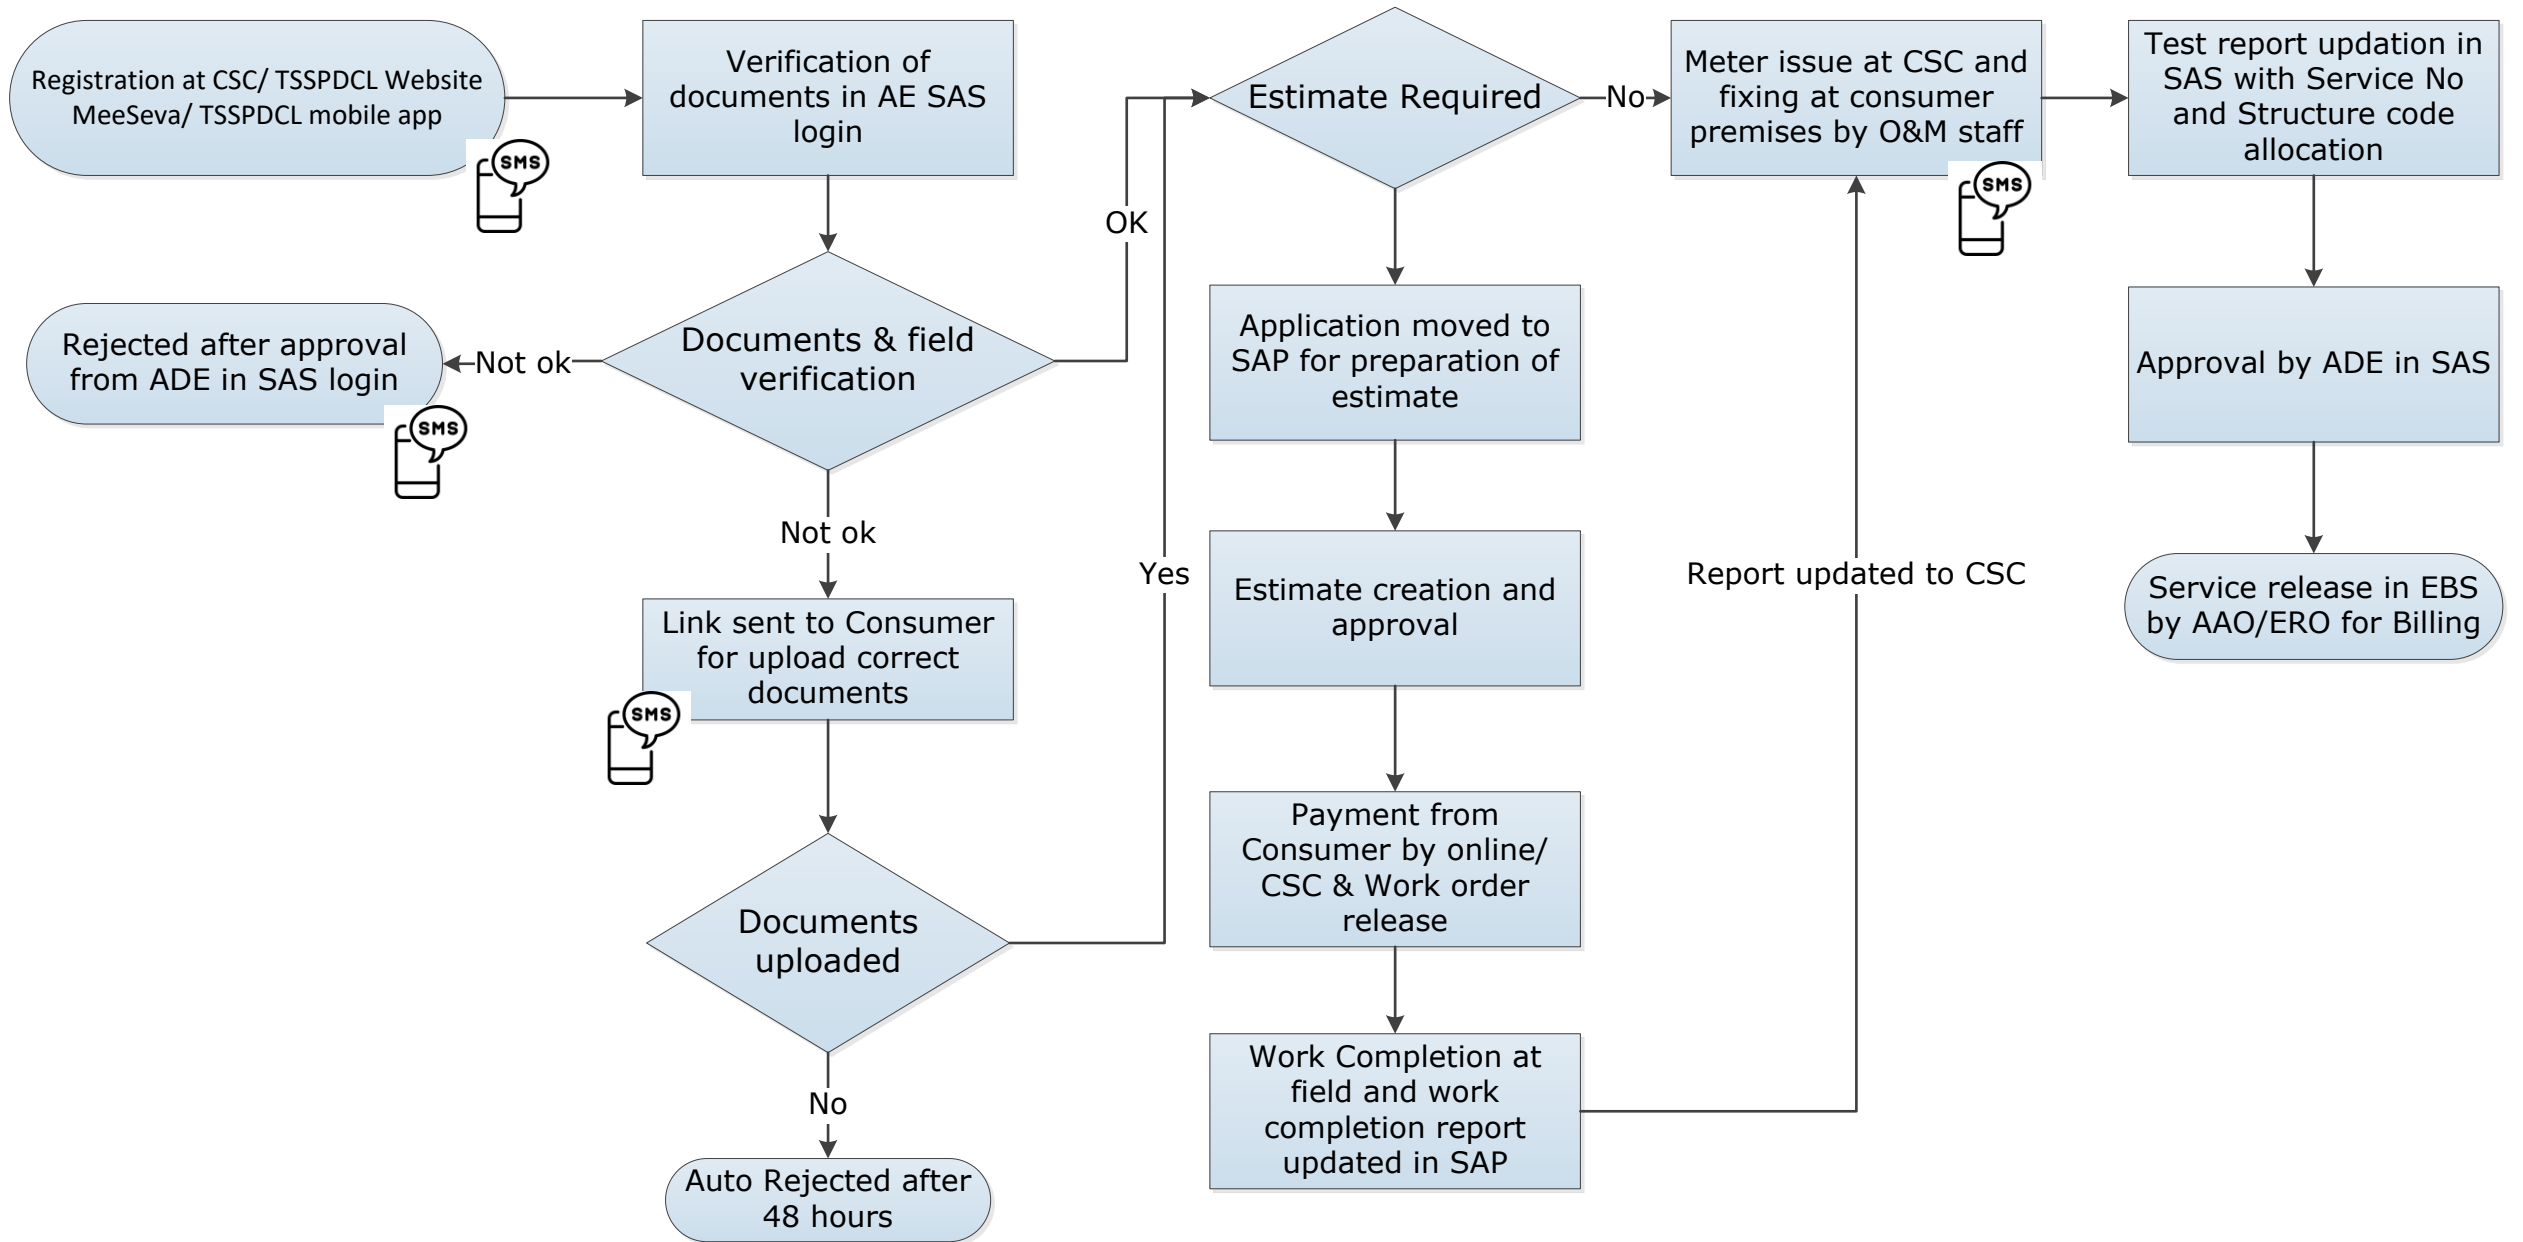 Registration at CSC/ TSSPDCL Website
MeeSeva/ TSSPDCL mobile app
SMS
Verification of
documents in AE SAS
login
Documents & field
verification
Not ok
Rejected after approval
from ADE in SAS login
SMS
OK
Not ok
Link sent to Consumer
for upload correct
documents
SMS
Documents
uploaded
Yes
No
Auto Rejected after
48 hours
Estimate Required
No
Application moved to
SAP for preparation of
estimate
Estimate creation and
approval
Payment from
Consumer by online/
CSC & Work order
release
Work Completion at
field and work
completion report
updated in SAP
Report updated to CSC
Meter issue at CSC and
fixing at consumer
premises by O&M staff
SMS
Test report updation in
SAS with Service No
and Structure code
allocation
Approval by ADE in SAS
Service release in EBS
by AAO/ERO for Billing